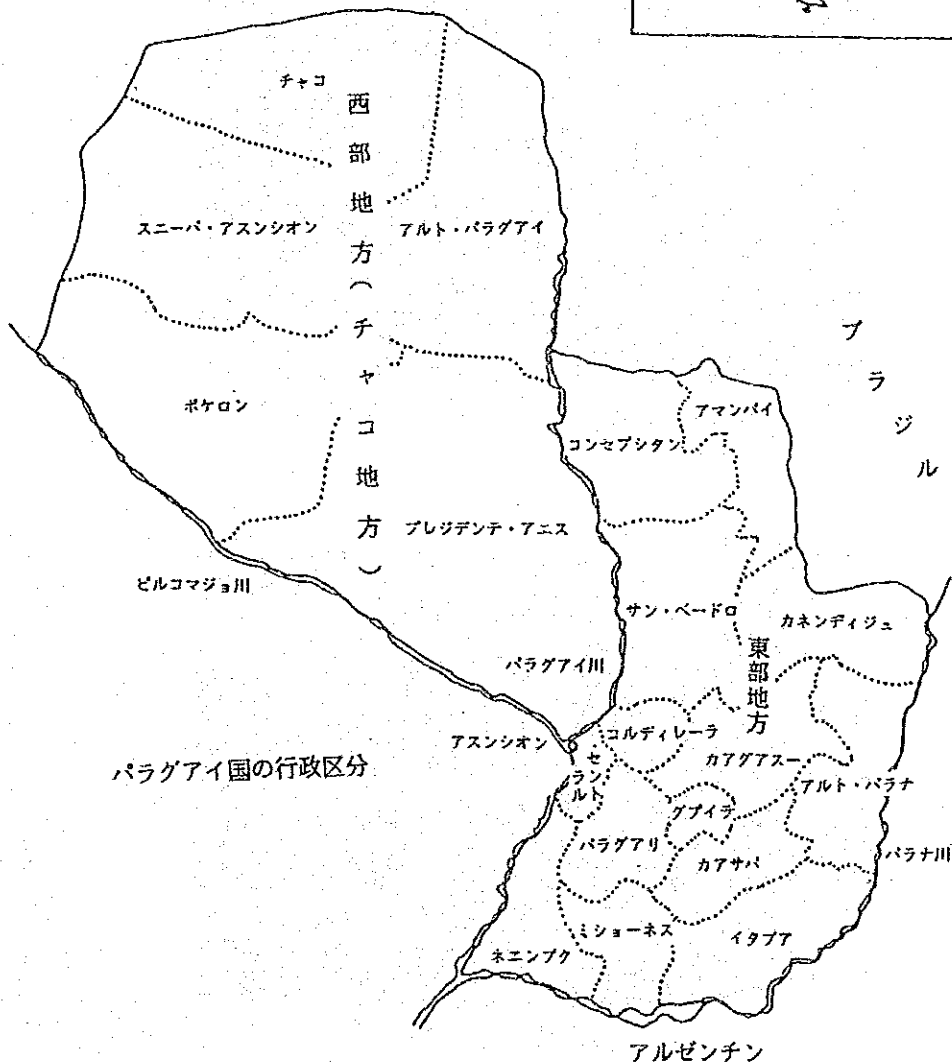 チャコ
西部地方（チャコ地方）
スニーバ・アスンシオン
アルト・パラグアイ
ブラジル
ボケロン
アマンバイ
コンセプシタン
プレジデンテ・アニス
ピルコマジョ川
サン・ペードロ
カネンディジュ
東部地方
パラグアイ川
アスンシオン
コルディレーラ
セントラルト
カアグアスー
パラグアイ国の行政区分
アルト・パラナ
グアイラ
パラグアリ
カアサパ
パラナ川
ミショーネス
イタプア
ネエンブク
アルゼンチン